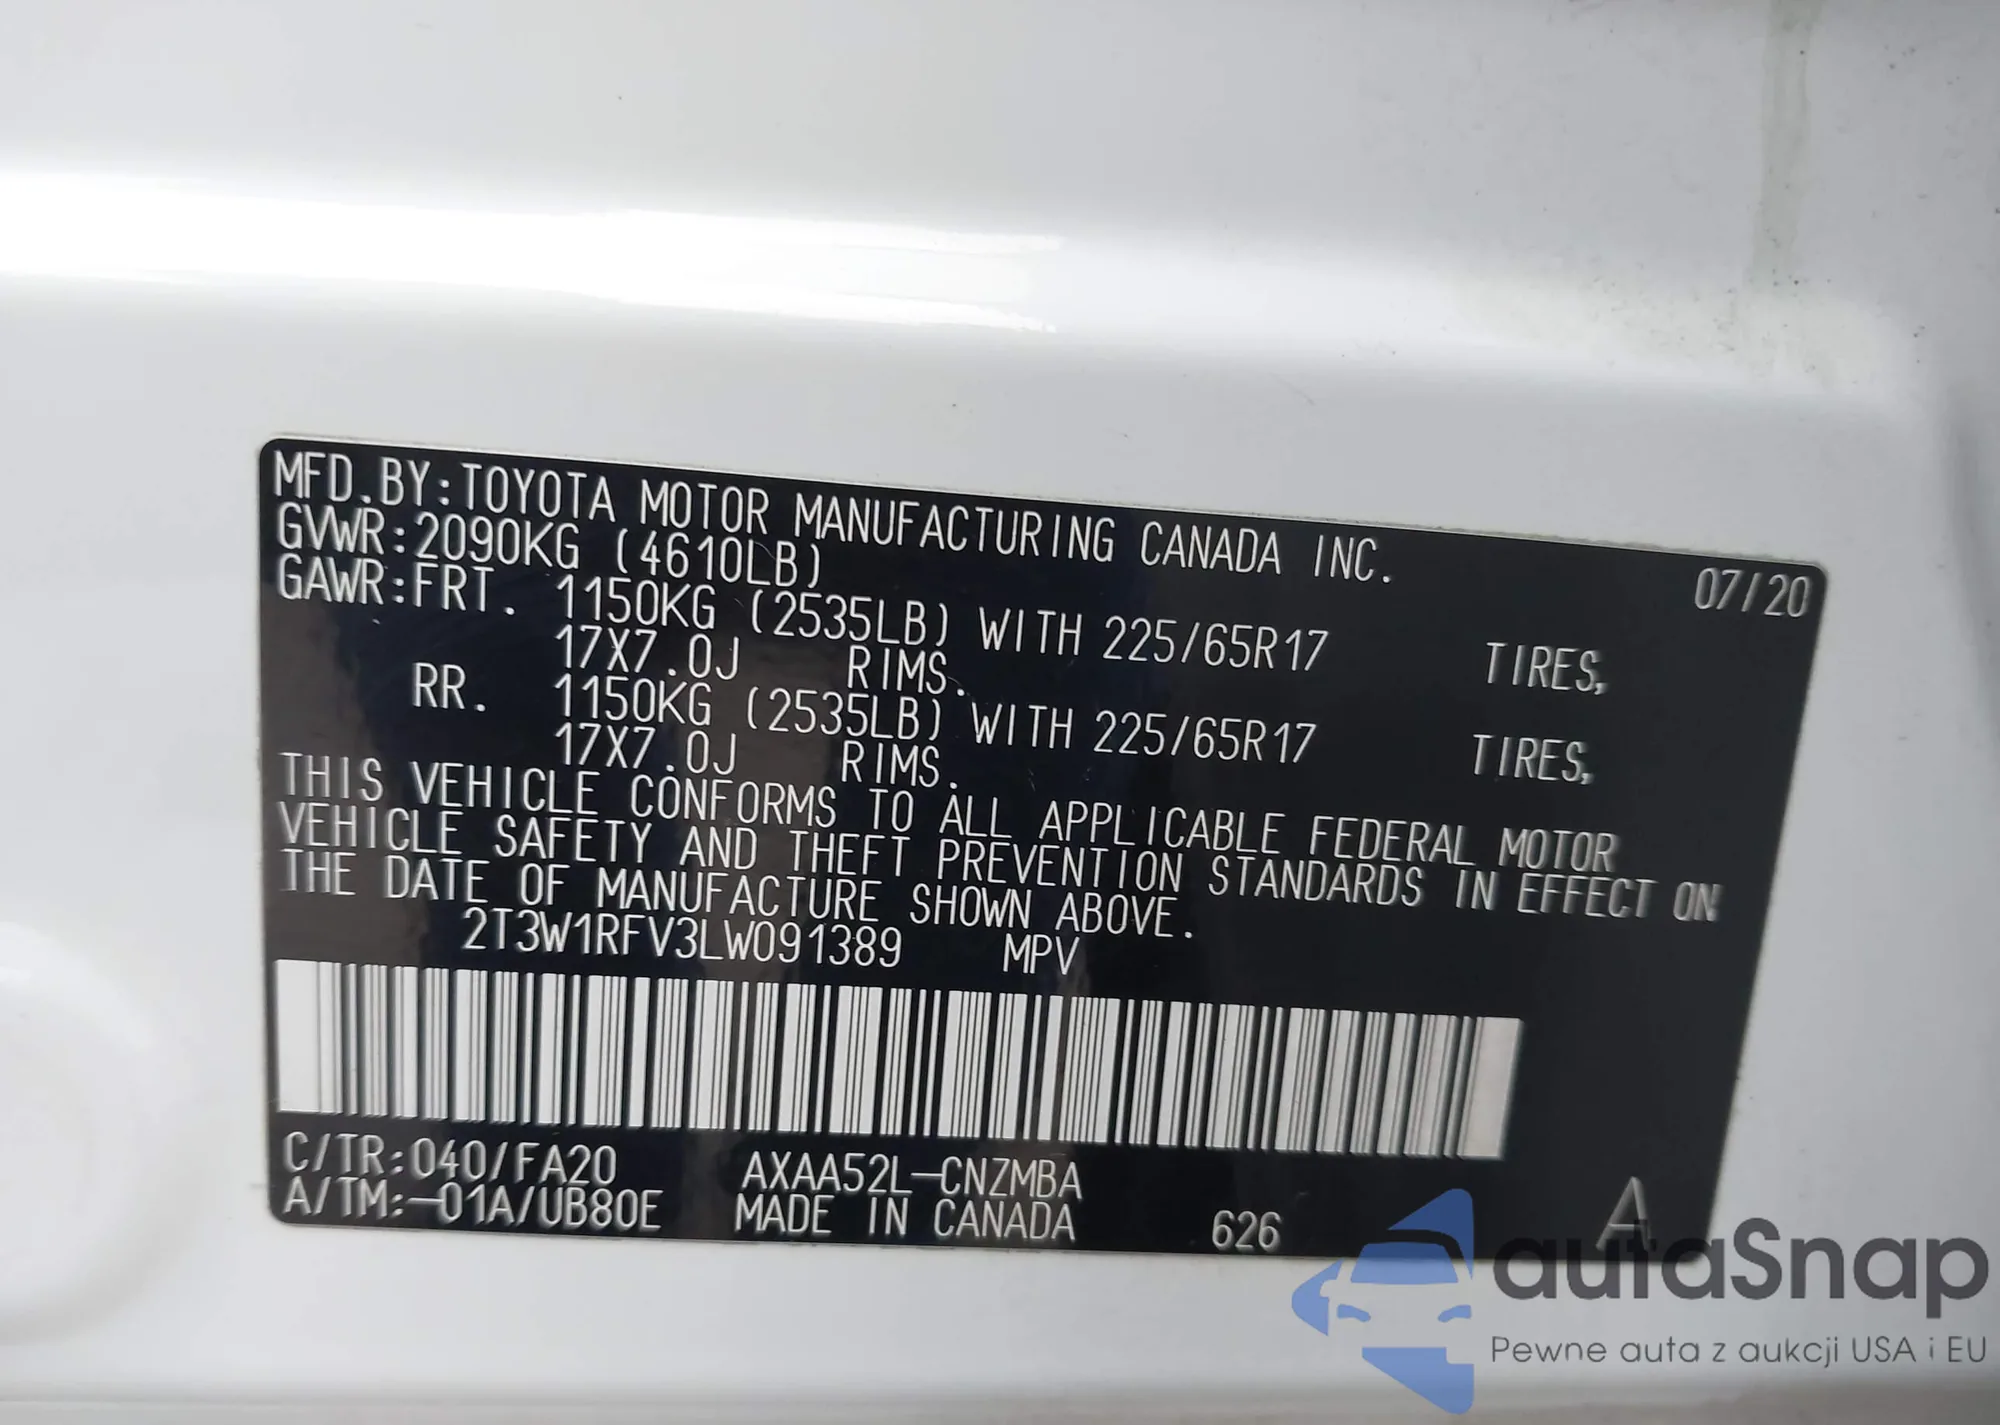 MFD.BY:TOYOTA MOTOR MANUFACTURING CANADA INC. 07/20
GVWR:2090KG (4610LB)
GAWR:FRT. 1150KG (2535LB) WITH 225/65R17 TIRES,
17X7.0J RIMS.
RR. 1150KG (2535LB) WITH 225/65R17 TIRES,
17X7.0J RIMS.
THIS VEHICLE CONFORMS TO ALL APPLICABLE FEDERAL MOTOR
VEHICLE SAFETY AND THEFT PREVENTION STANDARDS IN EFFECT ON
THE DATE OF MANUFACTURE SHOWN ABOVE.
2T3W1RFV3LW091389 MPV
C/TR:040/FA20 AXAA52L-CNZMBA
A/TM:-01A/UB80E MADE IN CANADA 626 A
autaSnap
Pewne auta z aukcji USA i EU